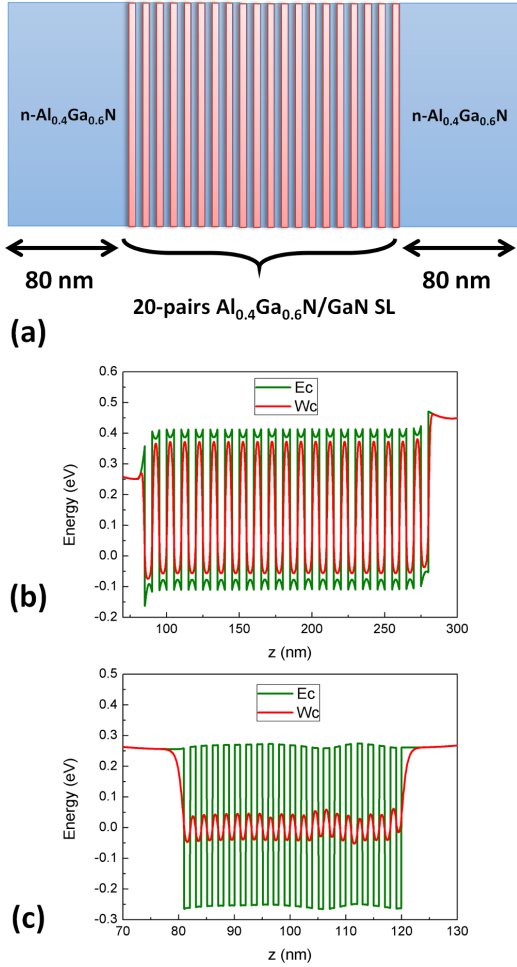 n-Al0.4Ga0.6N n-Al0.4Ga0.6N
80 nm 80 nm
20-pairs Al0.4Ga0.6N/GaN SL
(a)
0.6
0.5
0.4
0.3
0.2
0.1
0.0
-0.1
-0.2
Energy (eV)
Ec
Wc
100 150 200 250 300
z (nm)
(b)
0.5
0.4
0.3
0.2
0.1
0.0
-0.1
-0.2
-0.3
Energy (eV)
Ec
Wc
70 80 90 100 110 120 130
z (nm)
(c)